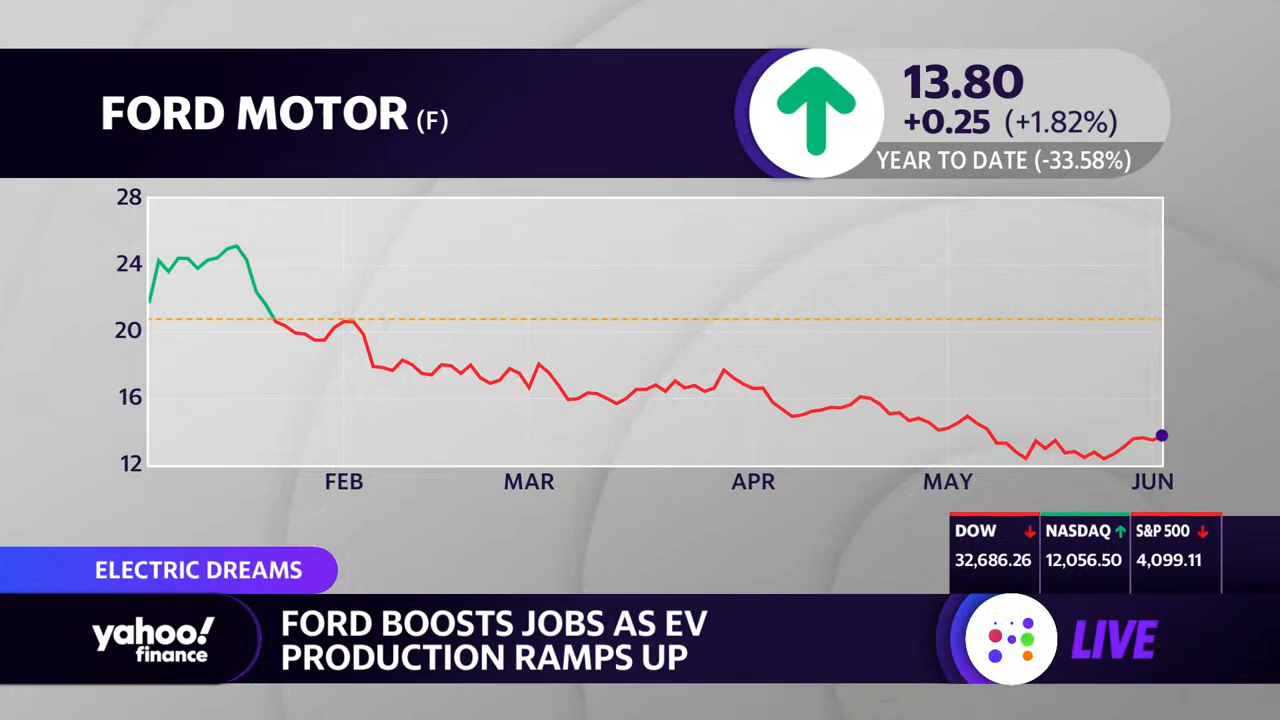 FORD MOTOR (F)
13.80
+0.25 (+1.82%)
YEAR TO DATE (-33.58%)
28
24
20
16
12
FEB MAR APR MAY JUN
DOW NASDAQ S&P 500
32,686.26 12,056.50 4,099.11
ELECTRIC DREAMS
yahoo!
finance
FORD BOOSTS JOBS AS EV
PRODUCTION RAMPS UP
LIVE